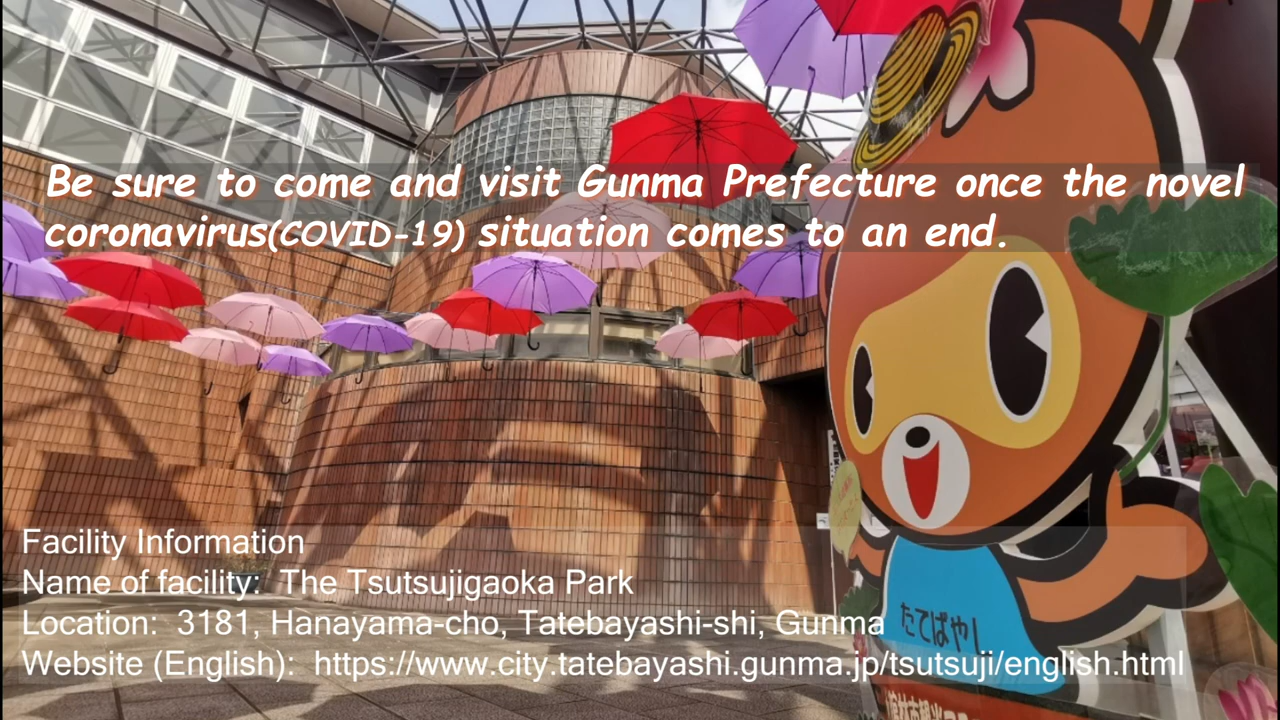 Be sure to come and visit Gunma Prefecture once the novel
coronavirus(COVID-19) situation comes to an end.
Facility Information
Name of facility: The Tsutsujigaoka Park
Location: 3181, Hanayama-cho, Tatebayashi-shi, Gunma
Website (English): https://www.city.tatebayashi.gunma.jp/tsutsuji/english.html
たてばやし